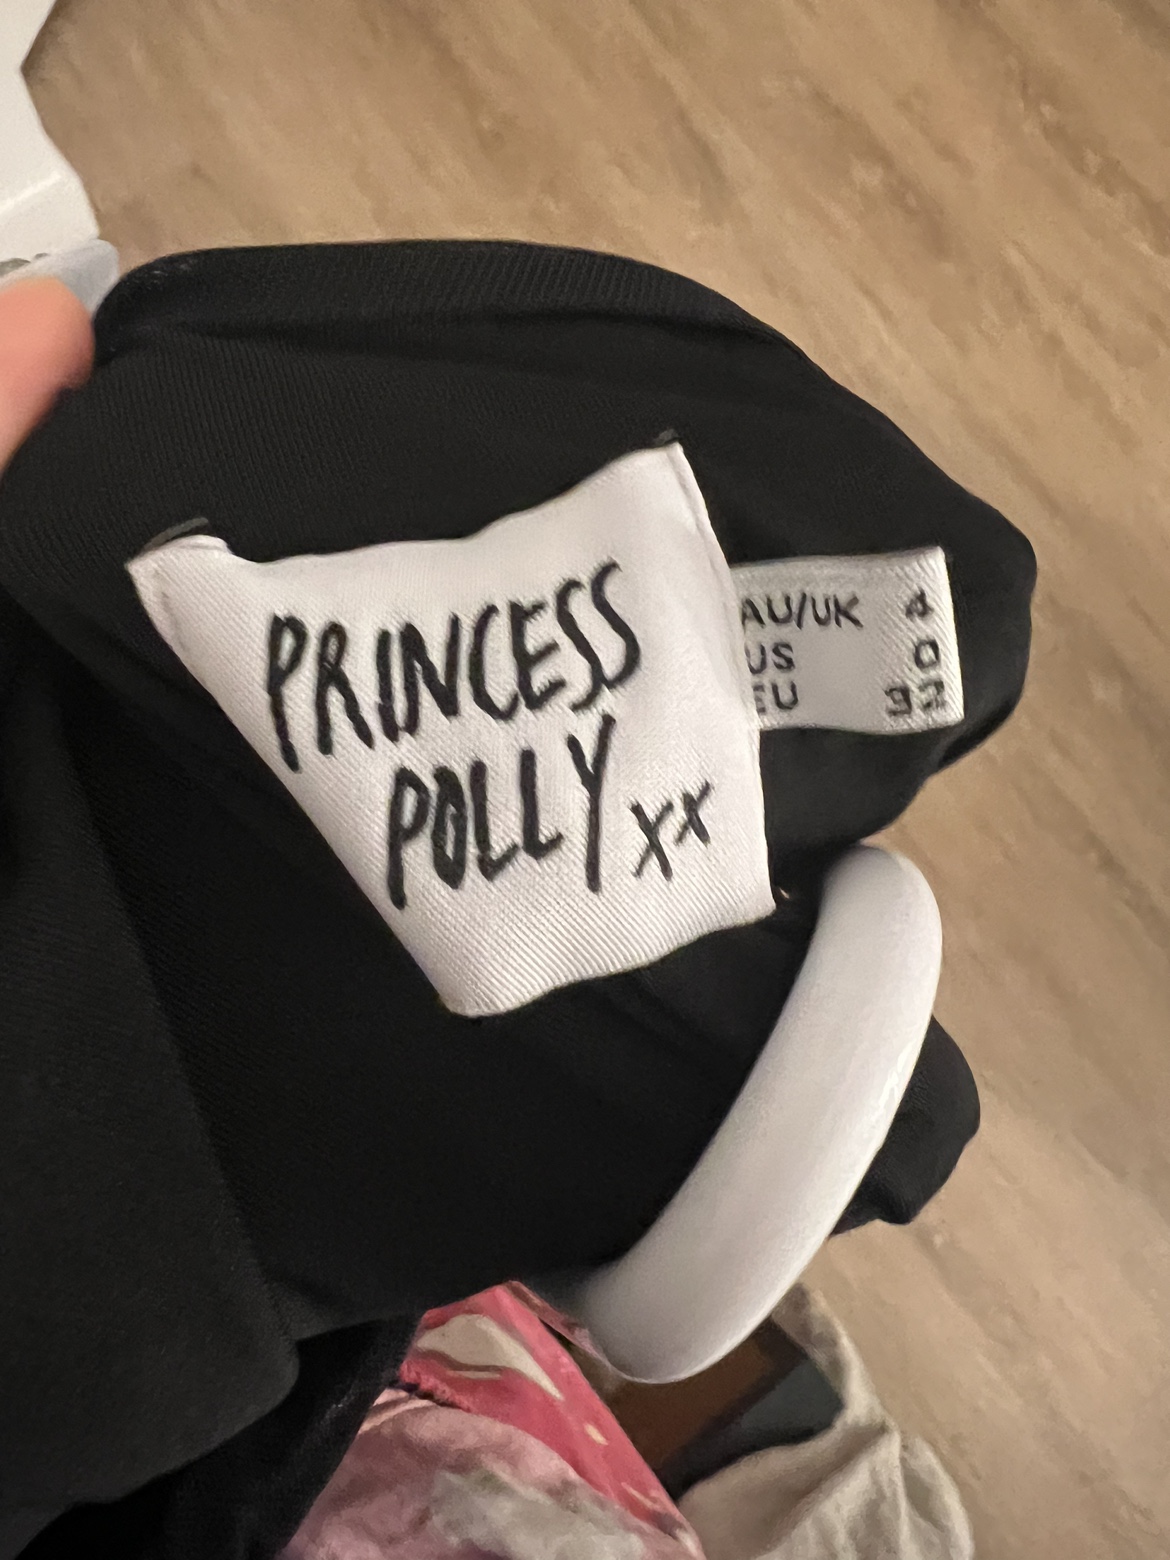 PRINCESS
POLLY xx
AU/UK 4
US 0
EU 32